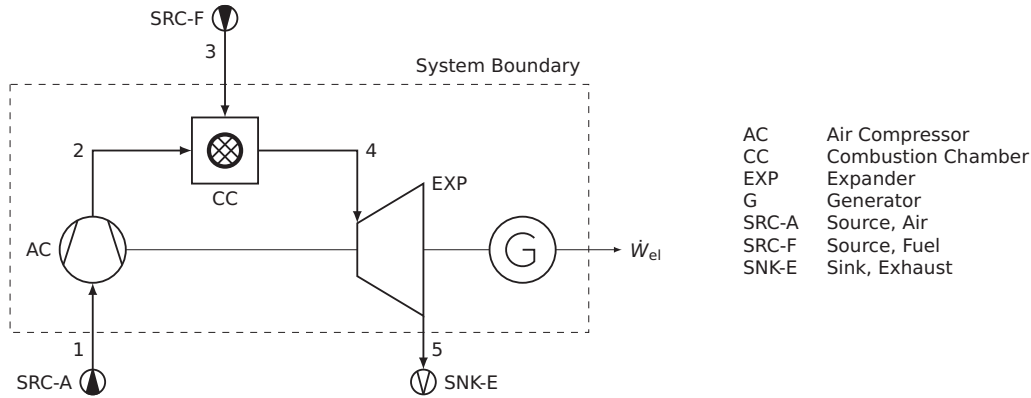 SRC-F
3
System Boundary
2
4
CC
EXP
AC
G
Ẇel
1
5
SRC-A
SNK-E
AC Air Compressor
CC Combustion Chamber
EXP Expander
G Generator
SRC-A Source, Air
SRC-F Source, Fuel
SNK-E Sink, Exhaust